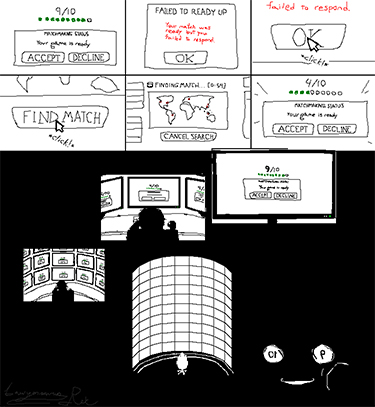 9/10
MATCHMAKING STATUS
Your game is ready
ACCEPT DECLINE
FAILED TO READY UP
Your match was
ready but you
failed to respond.
OK
failed to respond.
OK
*click!*
FIND MATCH
*click!*
FINDING MATCH... [0:54]
CANCEL SEARCH
4/10
MATCHMAKING STATUS
Your game is ready
ACCEPT DECLINE
9/10
Your game is ready
ACCEPT DECLINE